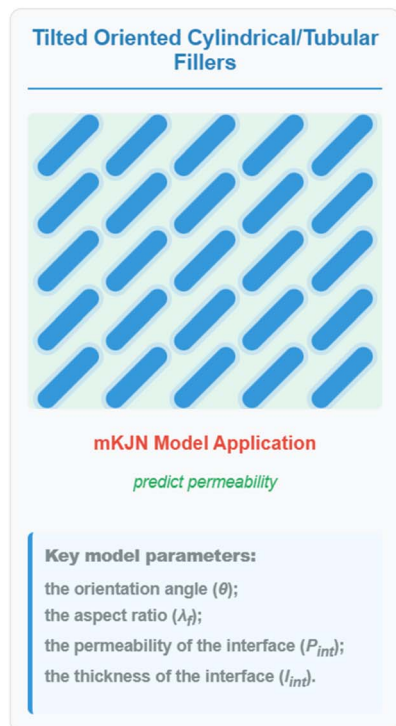 Tilted Oriented Cylindrical/Tubular
Fillers
mKJN Model Application
predict permeability
Key model parameters:
the orientation angle (θ);
the aspect ratio (λf);
the permeability of the interface (Pint);
the thickness of the interface (lint).